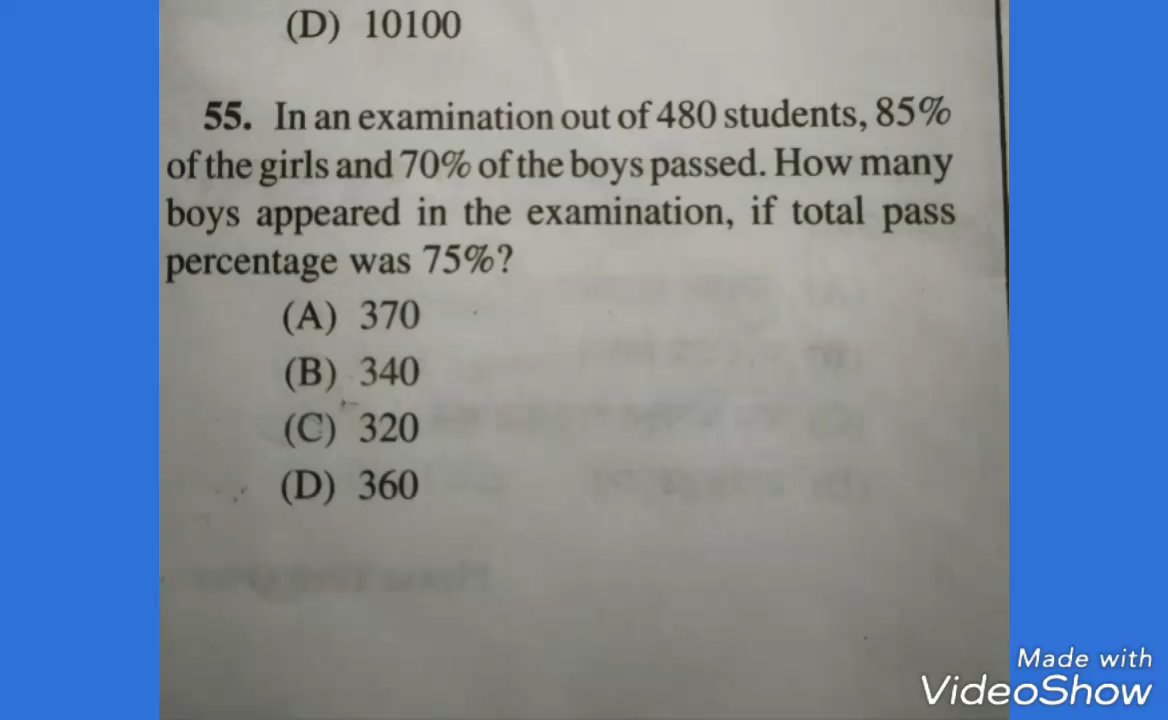 (D) 10100
55. In an examination out of 480 students, 85%
of the girls and 70% of the boys passed. How many
boys appeared in the examination, if total pass
percentage was 75%?
(A) 370
(B) 340
(C) 320
(D) 360
Made with
VideoShow